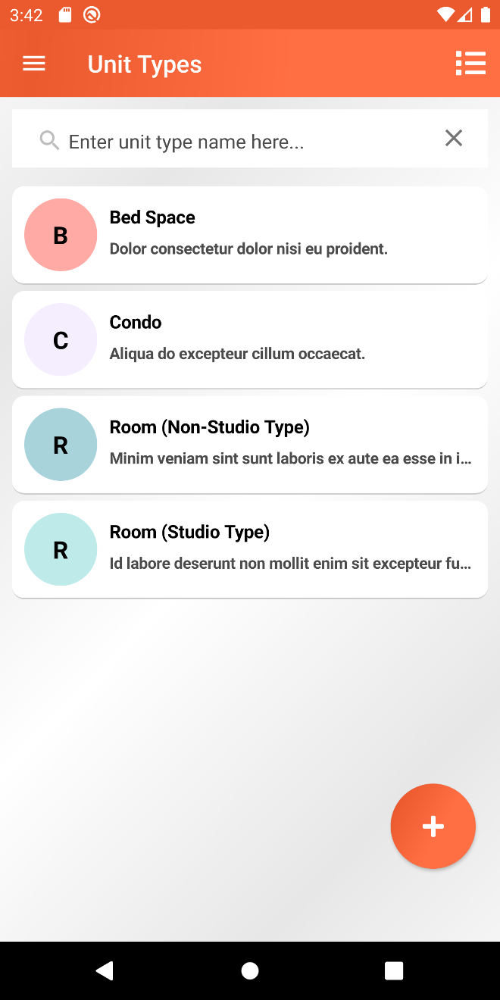 3:42
Unit Types
Enter unit type name here...
B
Bed Space
Dolor consectetur dolor nisi eu proident.
C
Condo
Aliqua do excepteur cillum occaecat.
R
Room (Non-Studio Type)
Minim veniam sint sunt laboris ex aute ea esse in i...
R
Room (Studio Type)
Id labore deserunt non mollit enim sit excepteur fu...